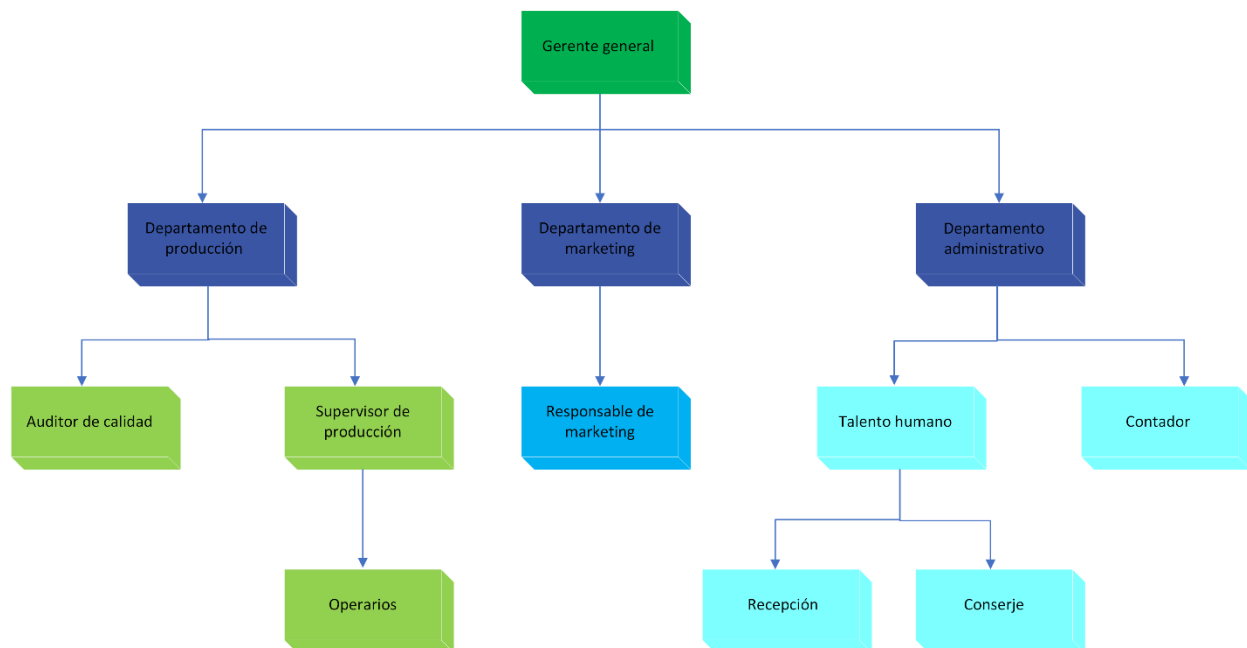 Gerente general
Departamento de
producción
Departamento de
marketing
Departamento
administrativo
Auditor de calidad
Supervisor de
producción
Responsable de
marketing
Talento humano
Contador
Operarios
Recepción
Conserje